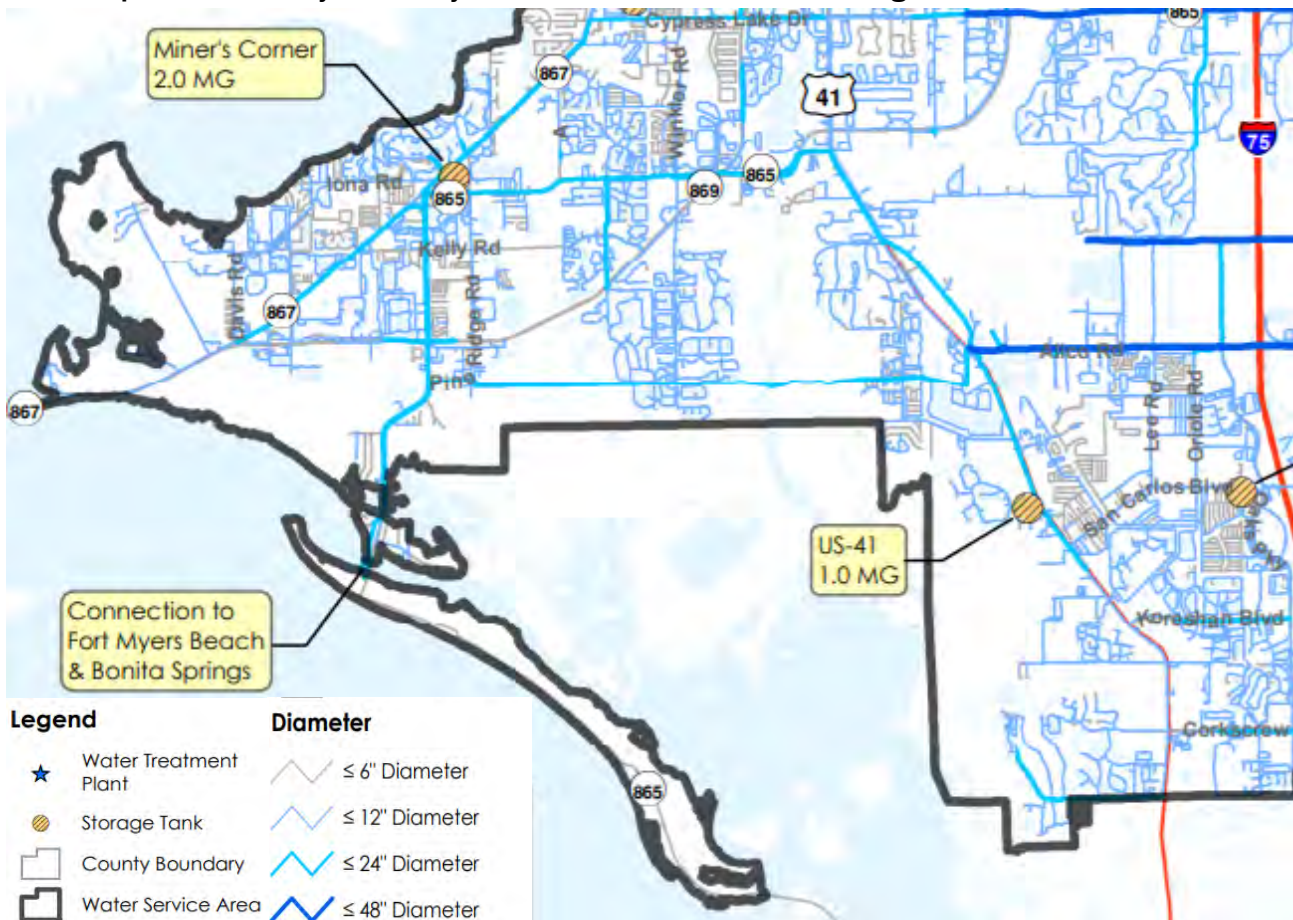 Cypress Lake Dr
865
Miner's Corner
2.0 MG
867
Winkler Rd
41
75
Iona Rd
865
869
865
Kelly Rd
Davis Rd
867
Ridge Rd
Pine
Alico Rd
867
Lee Rd
Oriole Rd
San Carlos Blvd
Oaks Pky
US-41
1.0 MG
Connection to
Fort Myers Beach
& Bonita Springs
Corkscrew
865
Legend
Water Treatment
Plant
Storage Tank
County Boundary
Water Service Area
Diameter
≤ 6" Diameter
≤ 12" Diameter
≤ 24" Diameter
≤ 48" Diameter